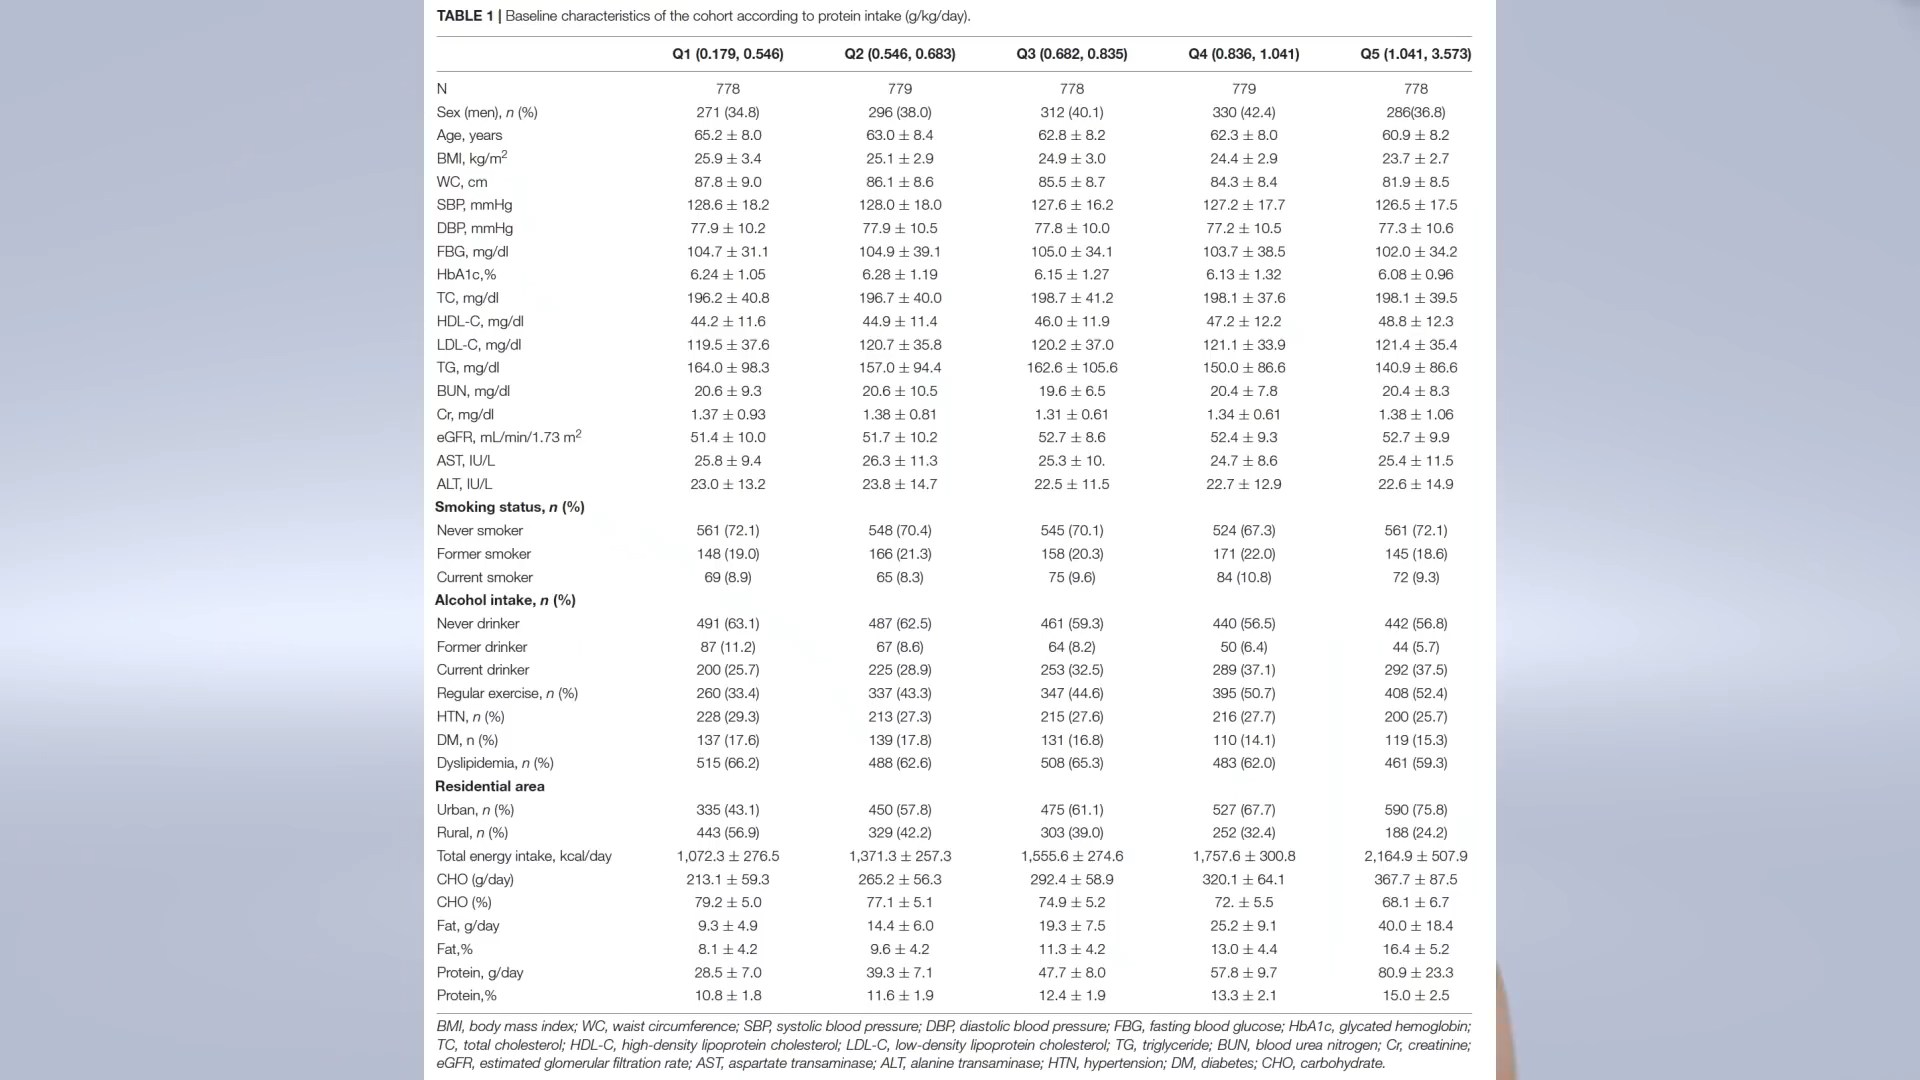 TABLE 1 | Baseline characteristics of the cohort according to protein intake (g/kg/day).
Q1 (0.179, 0.546) Q2 (0.546, 0.683) Q3 (0.682, 0.835) Q4 (0.836, 1.041) Q5 (1.041, 3.573)
N 778 779 778 779 778
Sex (men), n (%) 271 (34.8) 296 (38.0) 312 (40.1) 330 (42.4) 286(36.8)
Age, years 65.2 ± 8.0 63.0 ± 8.4 62.8 ± 8.2 62.3 ± 8.0 60.9 ± 8.2
BMI, kg/m² 25.9 ± 3.4 25.1 ± 2.9 24.9 ± 3.0 24.4 ± 2.9 23.7 ± 2.7
WC, cm 87.8 ± 9.0 86.1 ± 8.6 85.5 ± 8.7 84.3 ± 8.4 81.9 ± 8.5
SBP, mmHg 128.6 ± 18.2 128.0 ± 18.0 127.6 ± 16.2 127.2 ± 17.7 126.5 ± 17.5
DBP, mmHg 77.9 ± 10.2 77.9 ± 10.5 77.8 ± 10.0 77.2 ± 10.5 77.3 ± 10.6
FBG, mg/dl 104.7 ± 31.1 104.9 ± 39.1 105.0 ± 34.1 103.7 ± 38.5 102.0 ± 34.2
HbA1c,% 6.24 ± 1.05 6.28 ± 1.19 6.15 ± 1.27 6.13 ± 1.32 6.08 ± 0.96
TC, mg/dl 196.2 ± 40.8 196.7 ± 40.0 198.7 ± 41.2 198.1 ± 37.6 198.1 ± 39.5
HDL-C, mg/dl 44.2 ± 11.6 44.9 ± 11.4 46.0 ± 11.9 47.2 ± 12.2 48.8 ± 12.3
LDL-C, mg/dl 119.5 ± 37.6 120.7 ± 35.8 120.2 ± 37.0 121.1 ± 33.9 121.4 ± 35.4
TG, mg/dl 164.0 ± 98.3 157.0 ± 94.4 162.6 ± 105.6 150.0 ± 86.6 140.9 ± 86.6
BUN, mg/dl 20.6 ± 9.3 20.6 ± 10.5 19.6 ± 6.5 20.4 ± 7.8 20.4 ± 8.3
Cr, mg/dl 1.37 ± 0.93 1.38 ± 0.81 1.31 ± 0.61 1.34 ± 0.61 1.38 ± 1.06
eGFR, mL/min/1.73 m² 51.4 ± 10.0 51.7 ± 10.2 52.7 ± 8.6 52.4 ± 9.3 52.7 ± 9.9
AST, IU/L 25.8 ± 9.4 26.3 ± 11.3 25.3 ± 10. 24.7 ± 8.6 25.4 ± 11.5
ALT, IU/L 23.0 ± 13.2 23.8 ± 14.7 22.5 ± 11.5 22.7 ± 12.9 22.6 ± 14.9
Smoking status, n (%)
Never smoker 561 (72.1) 548 (70.4) 545 (70.1) 524 (67.3) 561 (72.1)
Former smoker 148 (19.0) 166 (21.3) 158 (20.3) 171 (22.0) 145 (18.6)
Current smoker 69 (8.9) 65 (8.3) 75 (9.6) 84 (10.8) 72 (9.3)
Alcohol intake, n (%)
Never drinker 491 (63.1) 487 (62.5) 461 (59.3) 440 (56.5) 442 (56.8)
Former drinker 87 (11.2) 67 (8.6) 64 (8.2) 50 (6.4) 44 (5.7)
Current drinker 200 (25.7) 225 (28.9) 253 (32.5) 289 (37.1) 292 (37.5)
Regular exercise, n (%) 260 (33.4) 337 (43.3) 347 (44.6) 395 (50.7) 408 (52.4)
HTN, n (%) 228 (29.3) 213 (27.3) 215 (27.6) 216 (27.7) 200 (25.7)
DM, n (%) 137 (17.6) 139 (17.8) 131 (16.8) 110 (14.1) 119 (15.3)
Dyslipidemia, n (%) 515 (66.2) 488 (62.6) 508 (65.3) 483 (62.0) 461 (59.3)
Residential area
Urban, n (%) 335 (43.1) 450 (57.8) 475 (61.1) 527 (67.7) 590 (75.8)
Rural, n (%) 443 (56.9) 329 (42.2) 303 (39.0) 252 (32.4) 188 (24.2)
Total energy intake, kcal/day 1,072.3 ± 276.5 1,371.3 ± 257.3 1,555.6 ± 274.6 1,757.6 ± 300.8 2,164.9 ± 507.9
CHO (g/day) 213.1 ± 59.3 265.2 ± 56.3 292.4 ± 58.9 320.1 ± 64.1 367.7 ± 87.5
CHO (%) 79.2 ± 5.0 77.1 ± 5.1 74.9 ± 5.2 72. ± 5.5 68.1 ± 6.7
Fat, g/day 9.3 ± 4.9 14.4 ± 6.0 19.3 ± 7.5 25.2 ± 9.1 40.0 ± 18.4
Fat,% 8.1 ± 4.2 9.6 ± 4.2 11.3 ± 4.2 13.0 ± 4.4 16.4 ± 5.2
Protein, g/day 28.5 ± 7.0 39.3 ± 7.1 47.7 ± 8.0 57.8 ± 9.7 80.9 ± 23.3
Protein,% 10.8 ± 1.8 11.6 ± 1.9 12.4 ± 1.9 13.3 ± 2.1 15.0 ± 2.5
BMI, body mass index; WC, waist circumference; SBP, systolic blood pressure; DBP, diastolic blood pressure; FBG, fasting blood glucose; HbA1c, glycated hemoglobin;
TC, total cholesterol; HDL-C, high-density lipoprotein cholesterol; LDL-C, low-density lipoprotein cholesterol; TG, triglyceride; BUN, blood urea nitrogen; Cr, creatinine;
eGFR, estimated glomerular filtration rate; AST, aspartate transaminase; ALT, alanine transaminase; HTN, hypertension; DM, diabetes; CHO, carbohydrate.